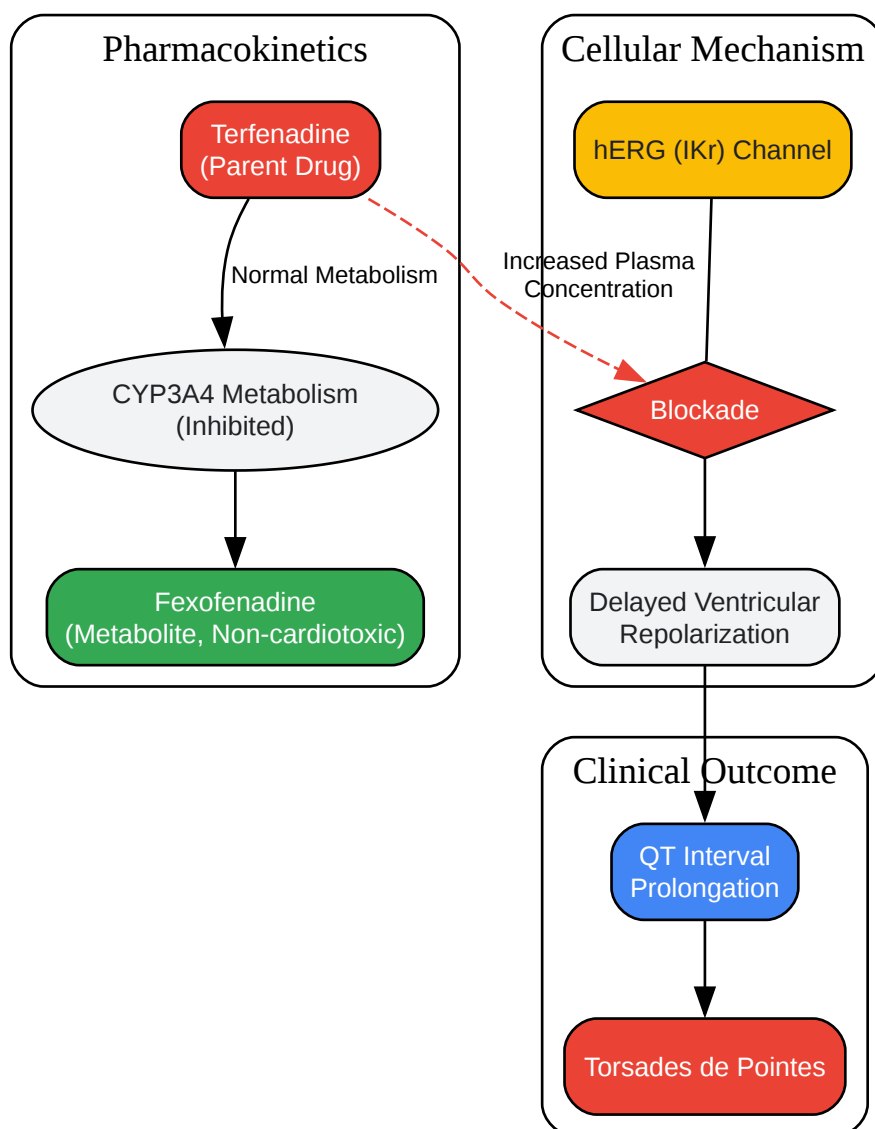 Pharmacokinetics
Terfenadine
(Parent Drug)
Normal Metabolism
CYP3A4 Metabolism
(Inhibited)
Fexofenadine
(Metabolite, Non-cardiotoxic)
Cellular Mechanism
hERG (IKr) Channel
Increased Plasma
Concentration
Blockade
Delayed Ventricular
Repolarization
Clinical Outcome
QT Interval
Prolongation
Torsades de Pointes